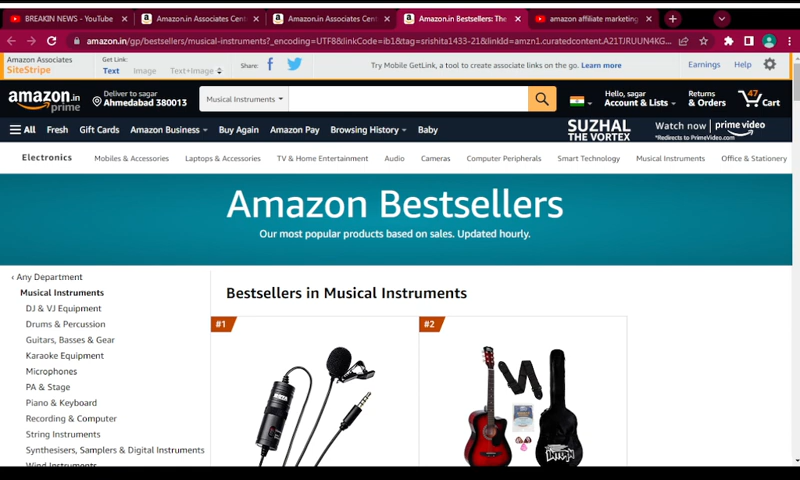 BREAKIN NEWS - YouTube
Amazon.in Associates Cent
Amazon.in Associates Cent
Amazon.in Bestsellers: The
amazon affiliate marketing
amazon.in/gp/bestsellers/musical-instruments?_encoding=UTF8&linkCode=ib1&tag=srishita1433-21&linkId=amzn1.curatedcontent.A21TJRUUN4KG...
Amazon Associates
SiteStripe
Get Link:
Text Image Text+Image
Share:
Try Mobile GetLink, a tool to create associate links on the go. Learn more
Earnings Help
amazon.in
prime
Deliver to sagar
Ahmedabad 380013
Musical Instruments
Hello, sagar
Account & Lists
Returns
& Orders
47
Cart
All Fresh Gift Cards Amazon Business Buy Again Amazon Pay Browsing History Baby
SUZHAL
THE VORTEX
Watch now prime video
*Redirects to PrimeVideo.com
Electronics Mobiles & Accessories Laptops & Accessories TV & Home Entertainment Audio Cameras Computer Peripherals Smart Technology Musical Instruments Office & Stationery
Amazon Bestsellers
Our most popular products based on sales. Updated hourly.
‹ Any Department
Musical Instruments
DJ & VJ Equipment
Drums & Percussion
Guitars, Basses & Gear
Karaoke Equipment
Microphones
PA & Stage
Piano & Keyboard
Recording & Computer
String Instruments
Synthesisers, Samplers & Digital Instruments
Wind Instruments
Bestsellers in Musical Instruments
#1
#2
BOYA
INTERN